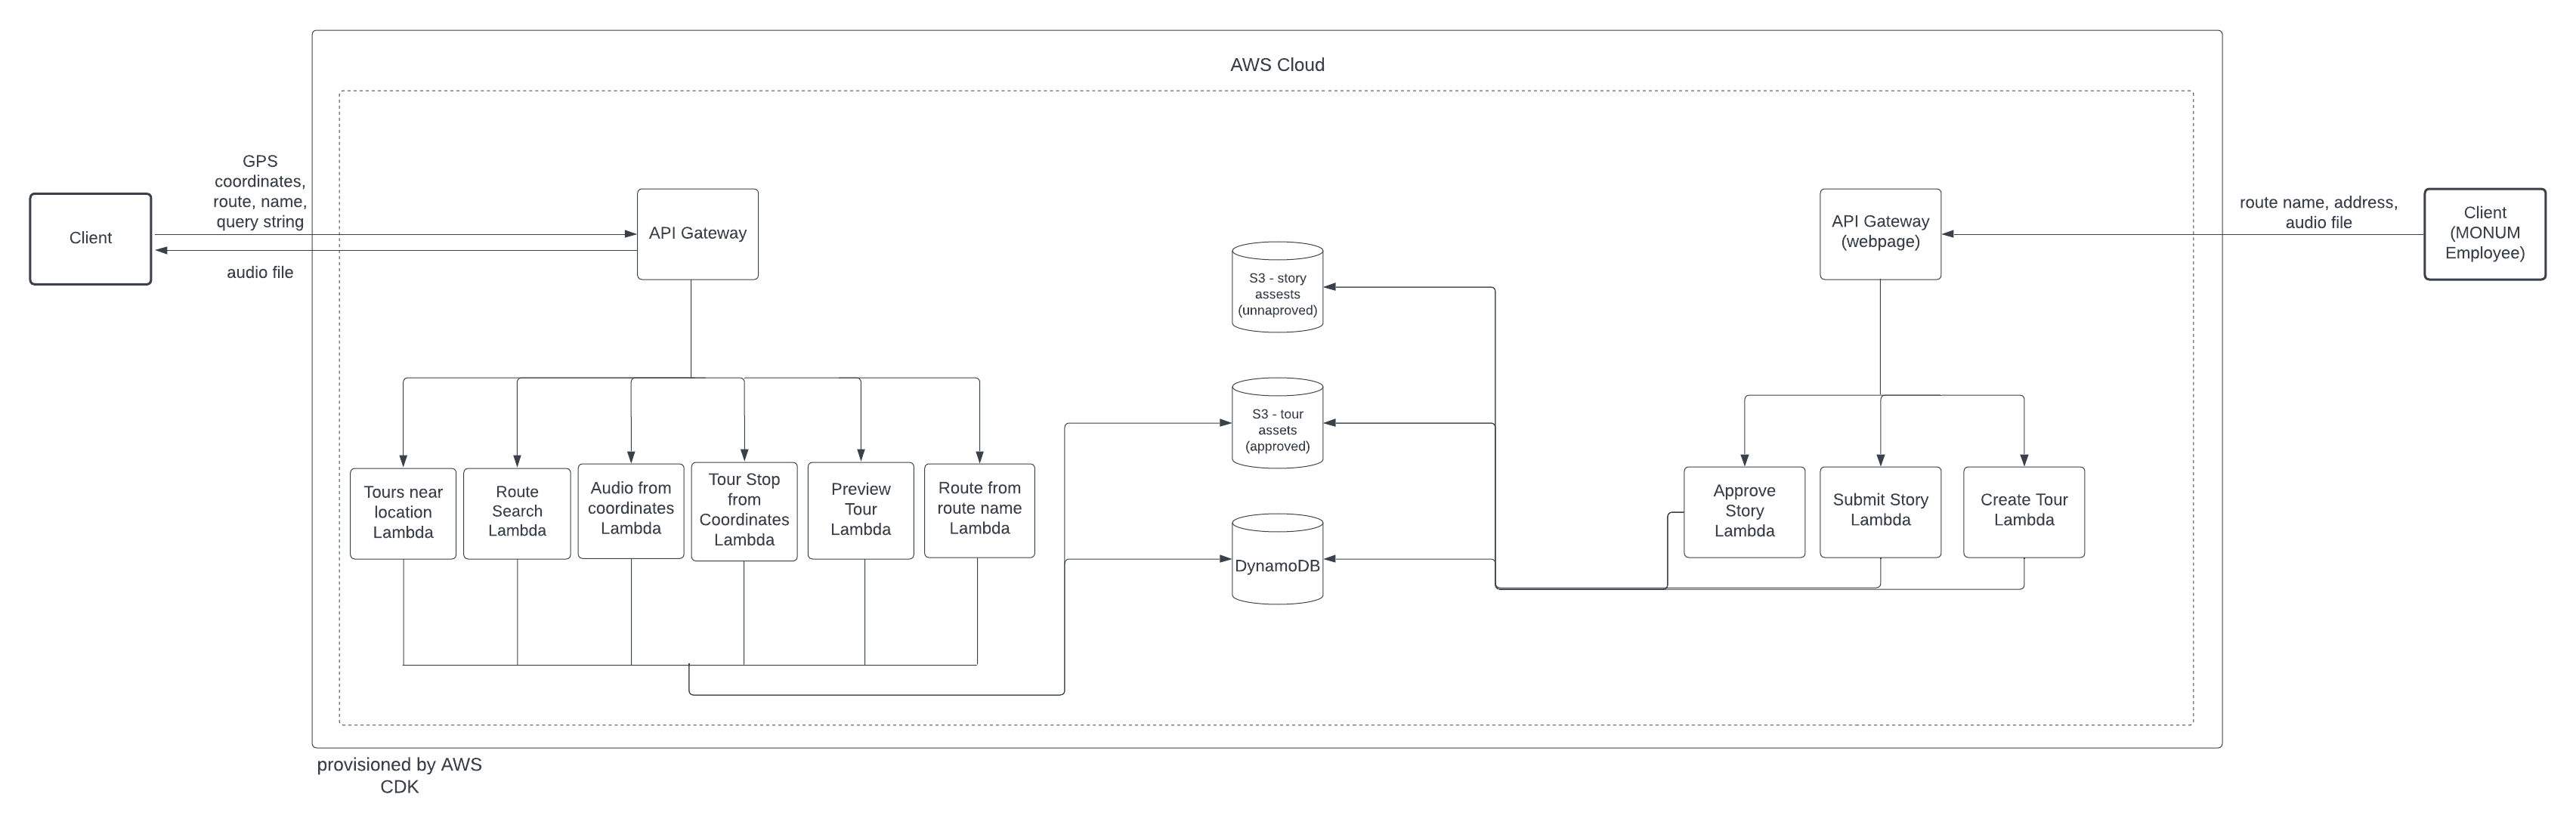 AWS Cloud
GPS
coordinates,
route, name,
query string
Client
audio file
API Gateway
API Gateway
(webpage)
route name, address,
audio file
Client
(MONUM
Employee)
S3 - story
assests
(unnaproved)
S3 - tour
assets
(approved)
DynamoDB
Tours near
location
Lambda
Route
Search
Lambda
Audio from
coordinates
Lambda
Tour Stop
from
Coordinates
Lambda
Preview
Tour
Lambda
Route from
route name
Lambda
Approve
Story
Lambda
Submit Story
Lambda
Create Tour
Lambda
provisioned by AWS
CDK